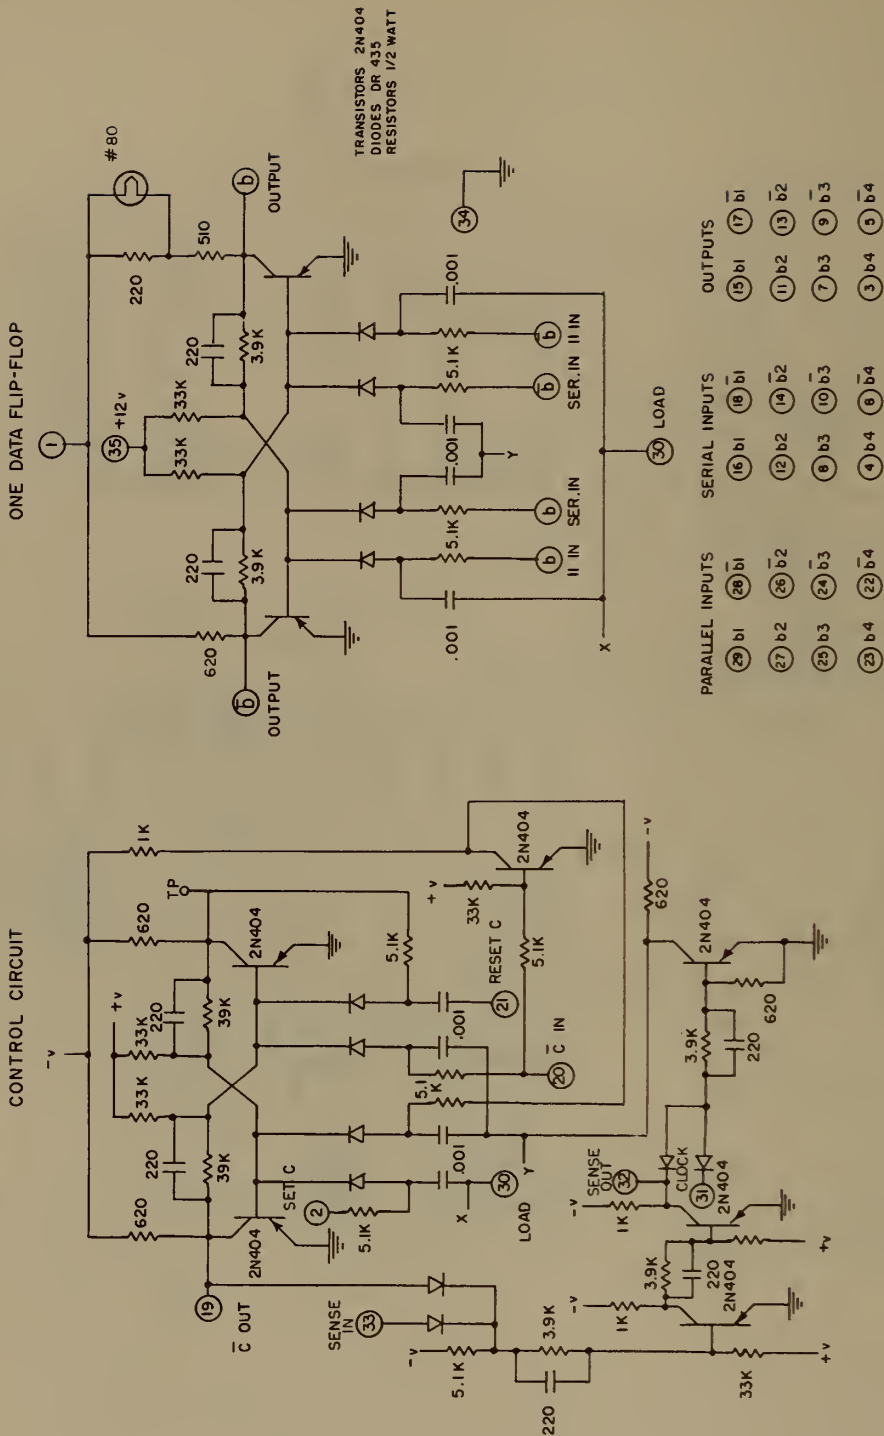 CONTROL CIRCUIT
-v
620
33K
33K
+v
620
1K
220
220
39K
39K
TP
19
C̅ OUT
2N404
SET C
2N404
SENSE
IN
33
2
5.1K
5.1K
RESET C
+v
33K
2N404
21
.001
.001
5.1
K
5.1K
20
C̅ IN
X
30
LOAD
Y
-v
5.1K
220
3.9K
33K
+v
-v
1K
3.9K
220
2N404
+v
-v
1K
SENSE
OUT
32
CLOCK
31
2N404
3.9K
220
620
2N404
620
-v
ONE DATA FLIP-FLOP
1
35
+12v
620
220
33K
33K
220
220
510
#80
3.9K
3.9K
b̅
OUTPUT
b
OUTPUT
TRANSISTORS 2N404
DIODES DR 435
RESISTORS 1/2 WATT
.001
5.1K
.001
5.1K
.001
b
II IN
b
SER. IN
Y
b̅
SER. IN
b̅
II IN
X
30 LOAD
34
PARALLEL INPUTS SERIAL INPUTS OUTPUTS
29 b1 28 b̅1 16 b1 18 b̅1 15 b1 17 b̅1
27 b2 26 b̅2 12 b2 14 b̅2 11 b2 13 b̅2
25 b3 24 b̅3 8 b3 10 b̅3 7 b3 9 b̅3
23 b4 22 b̅4 4 b4 6 b̅4 3 b4 5 b̅4